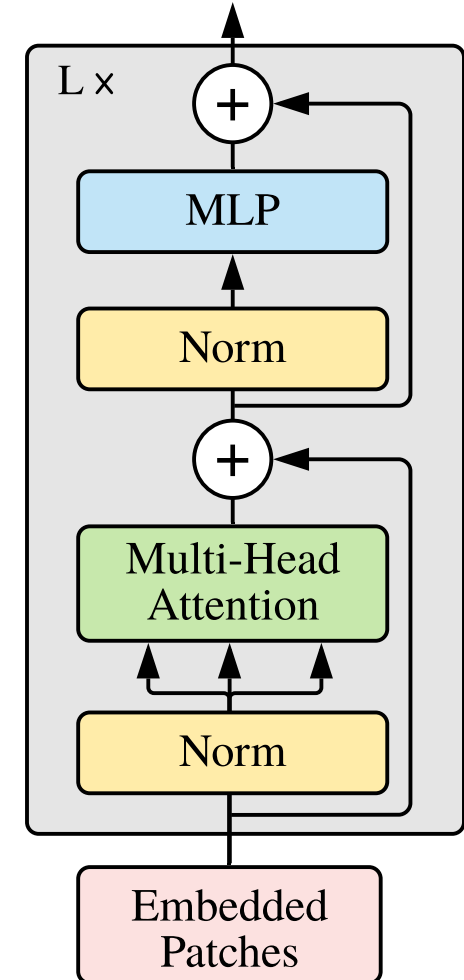 L ×
+
MLP
Norm
+
Multi-Head
Attention
Norm
Embedded
Patches